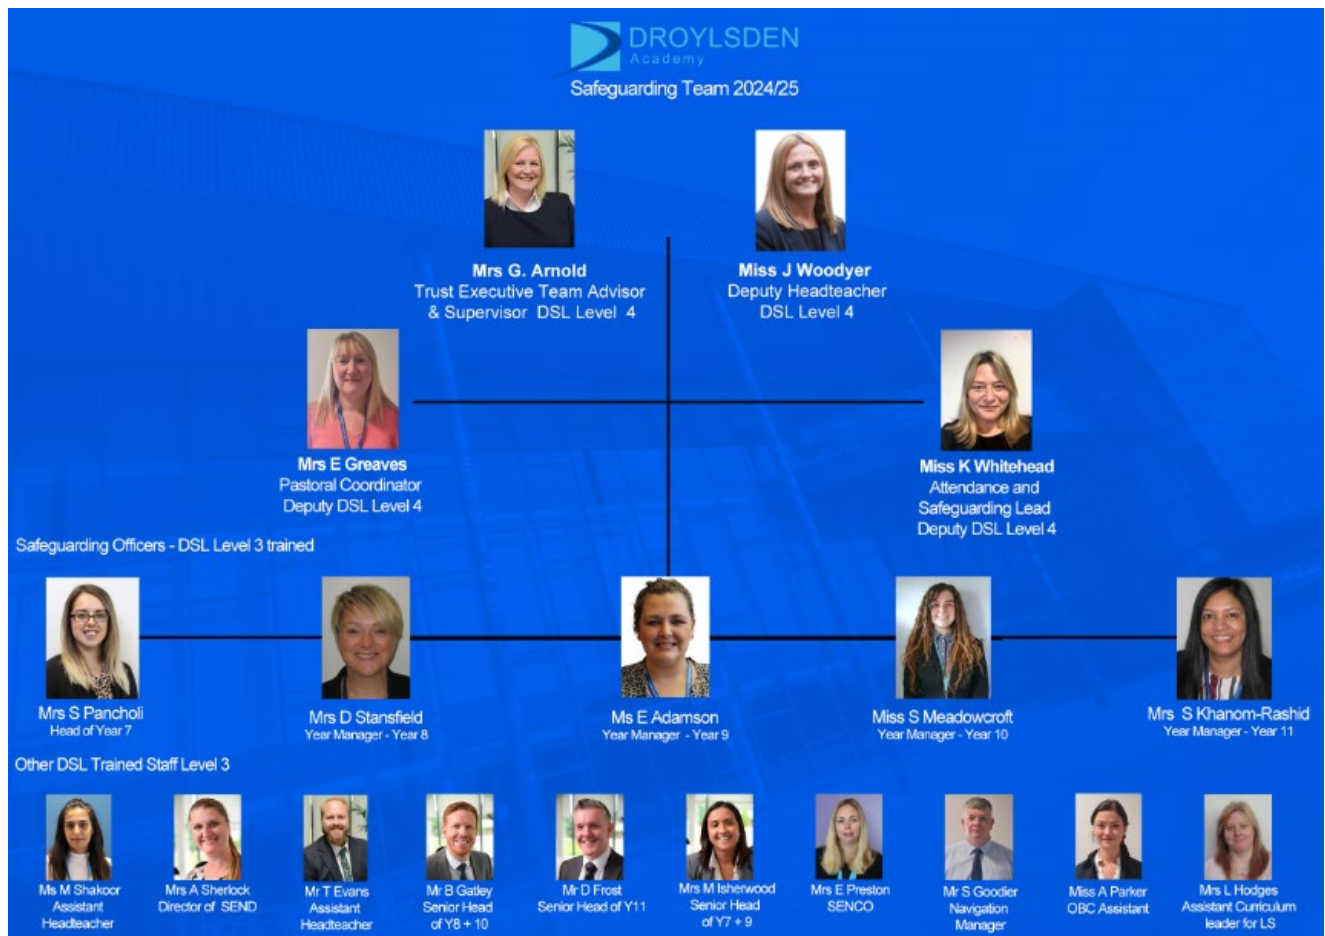 DROYLSDEN
Academy
Safeguarding Team 2024/25
Mrs G. Arnold
Trust Executive Team Advisor
& Supervisor DSL Level 4
Miss J Woodyer
Deputy Headteacher
DSL Level 4
Mrs E Greaves
Pastoral Coordinator
Deputy DSL Level 4
Miss K Whitehead
Attendance and
Safeguarding Lead
Deputy DSL Level 4
Safeguarding Officers - DSL Level 3 trained
Mrs S Pancholi
Head of Year 7
Mrs D Stansfield
Year Manager - Year 8
Ms E Adamson
Year Manager - Year 9
Miss S Meadowcroft
Year Manager - Year 10
Mrs S Khanom-Rashid
Year Manager - Year 11
Other DSL Trained Staff Level 3
Ms M Shakoor
Assistant
Headteacher
Mrs A Sherlock
Director of SEND
Mr T Evans
Assistant
Headteacher
Mr B Gatley
Senior Head
of Y8 + 10
Mr D Frost
Senior Head of Y11
Mrs M Isherwood
Senior Head
of Y7 + 9
Mrs E Preston
SENCO
Mr S Goodier
Navigation
Manager
Miss A Parker
OBC Assistant
Mrs L Hodges
Assistant Curriculum
leader for LS